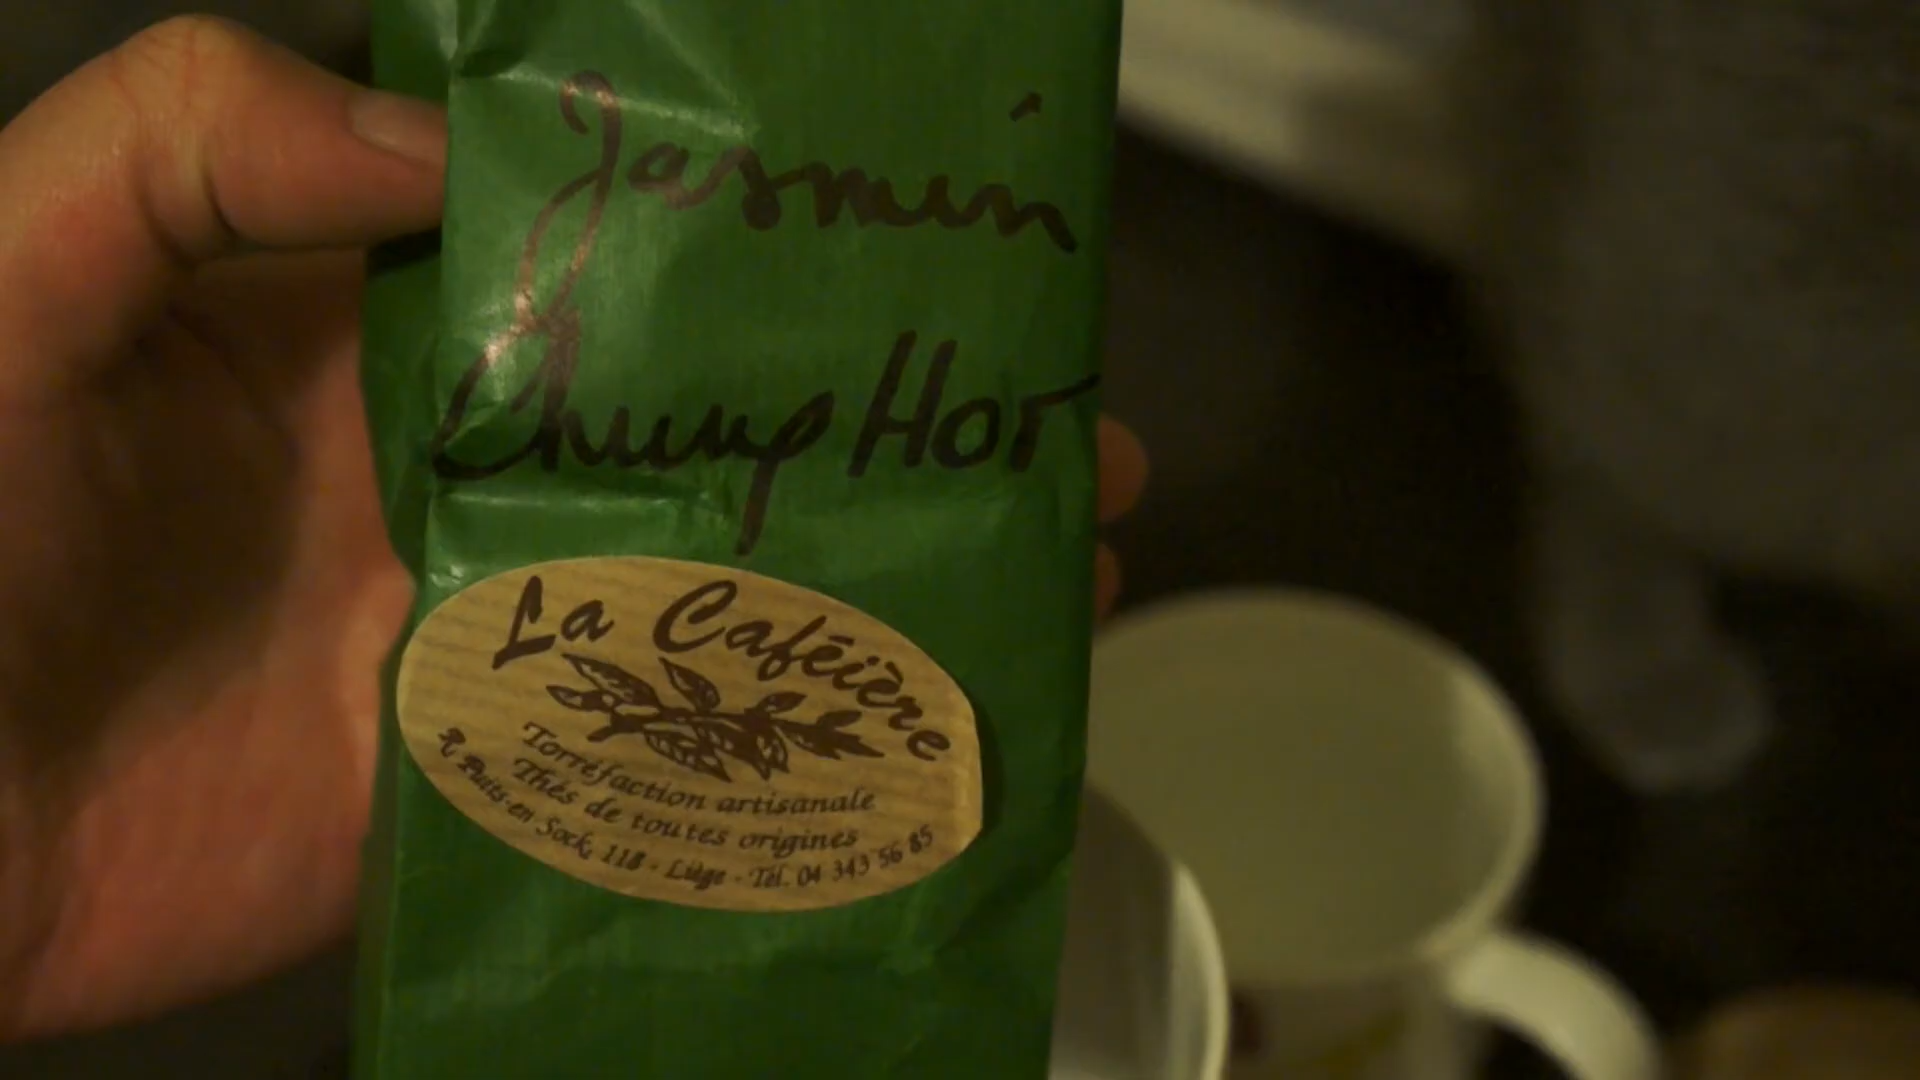 Jasmin
Chung Hor
La Caféière
Torréfaction artisanale
Thés de toutes origines
R. Puits-en Sock, 118 - Liège - Tél. 04 343 56 85